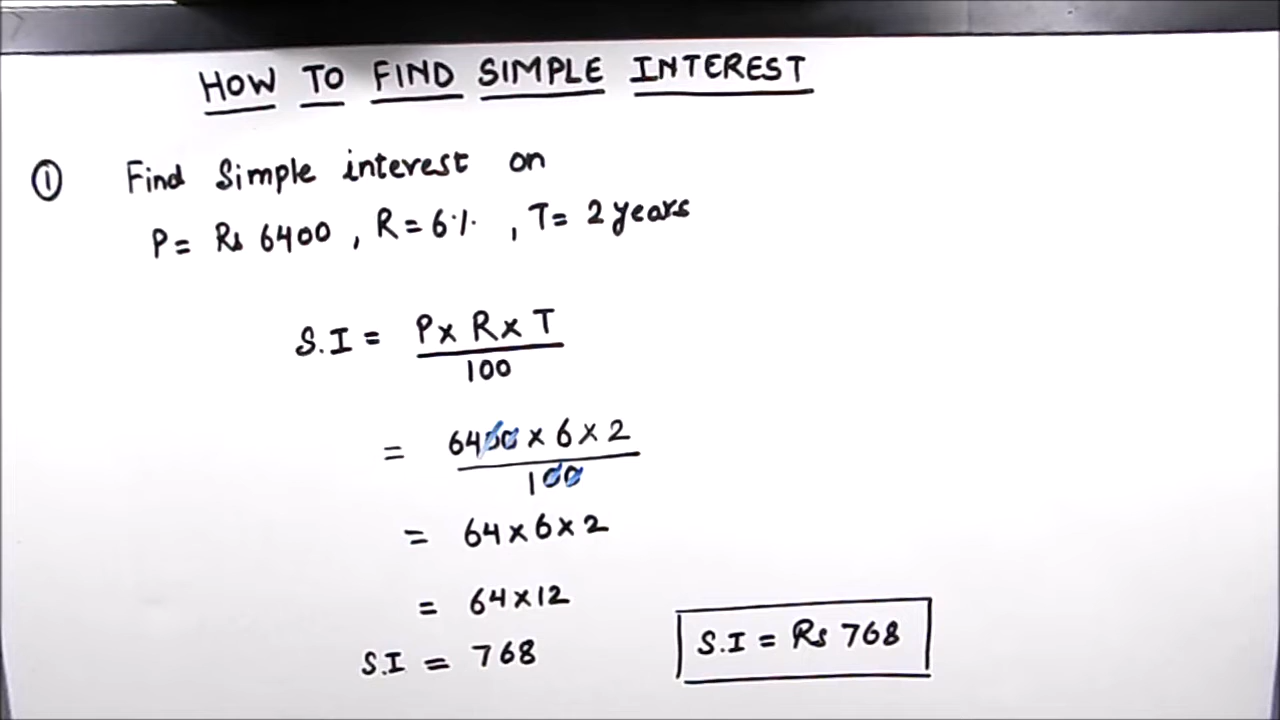 HOW TO FIND SIMPLE INTEREST
① Find Simple interest on
P = Rs 6400 , R = 6% , T = 2 years
S.I = P x R x T
100
= 6400 x 6 x 2
100
= 64 x 6 x 2
= 64 x 12
S.I = 768
S.I = Rs 768